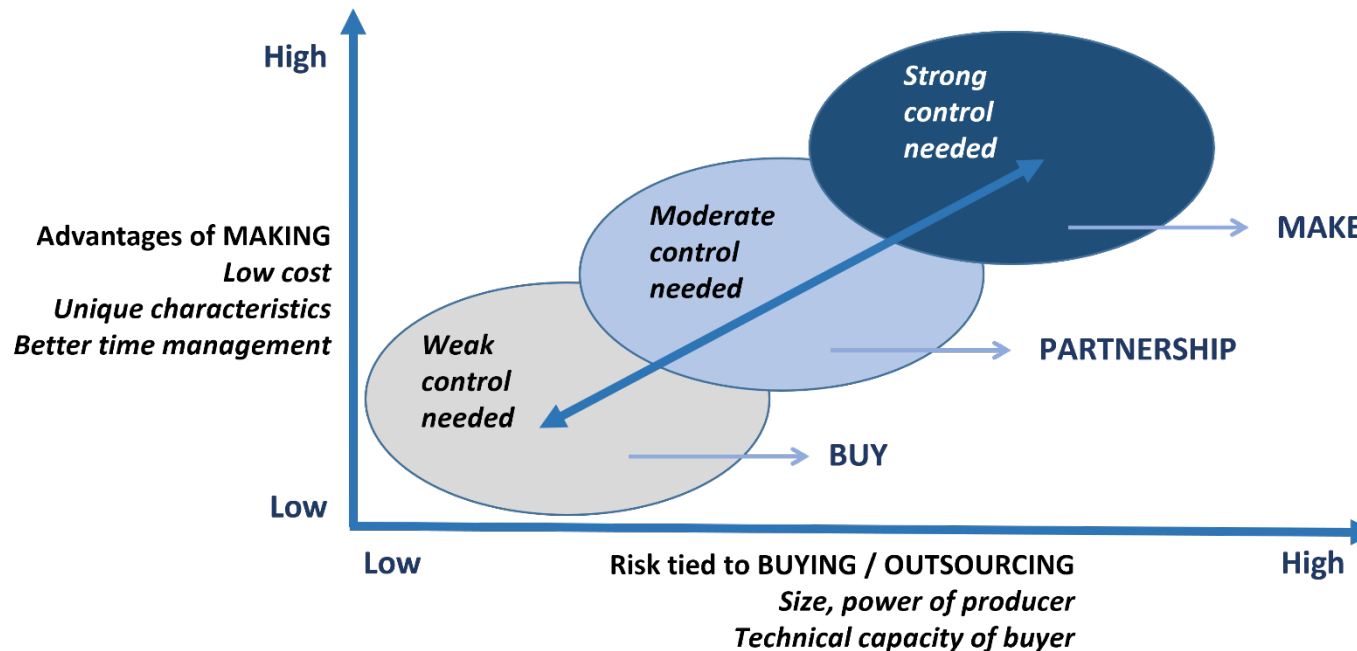 High
Strong
control
needed
Moderate
control
needed
Advantages of MAKING
Low cost
Unique characteristics
Better time management
MAKE
Weak
control
needed
PARTNERSHIP
BUY
Low
Low
Risk tied to BUYING / OUTSOURCING
High
Size, power of producer
Technical capacity of buyer